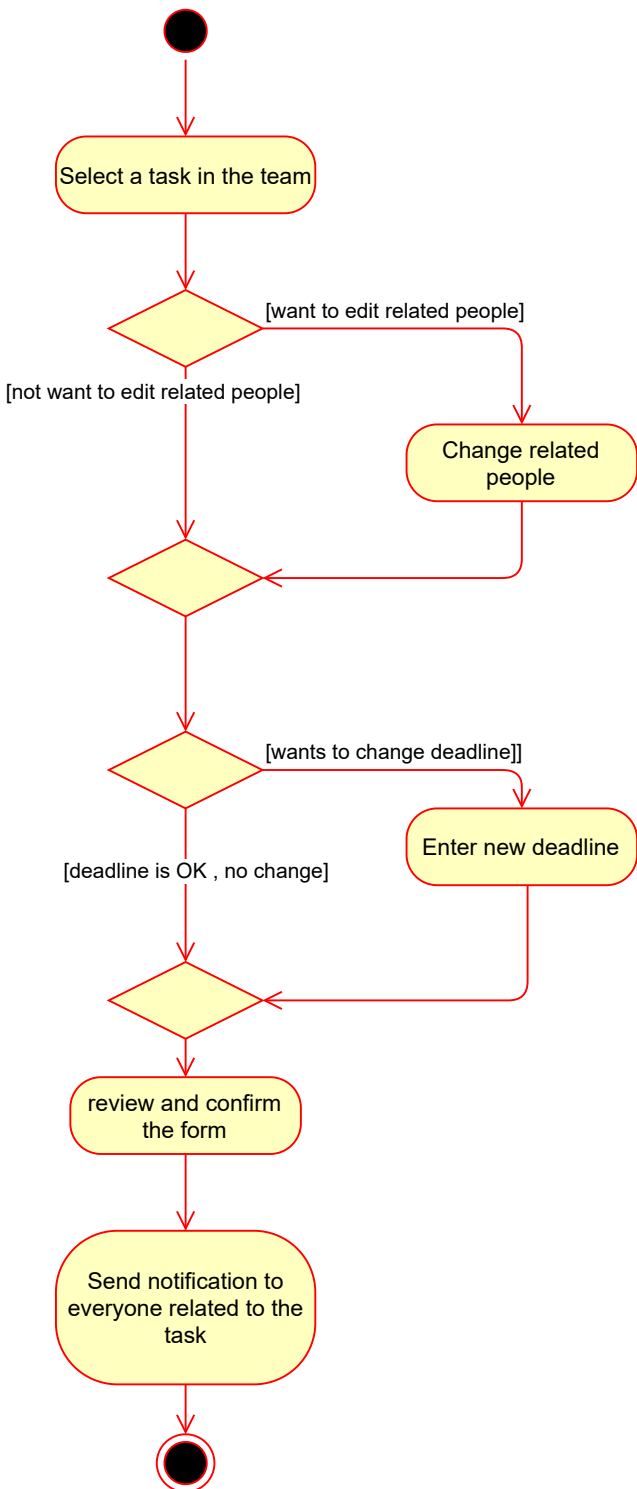 Select a task in the team
[want to edit related people]
[not want to edit related people]
Change related
people
[wants to change deadline]]
Enter new deadline
[deadline is OK , no change]
review and confirm
the form
Send notification to
everyone related to the
task